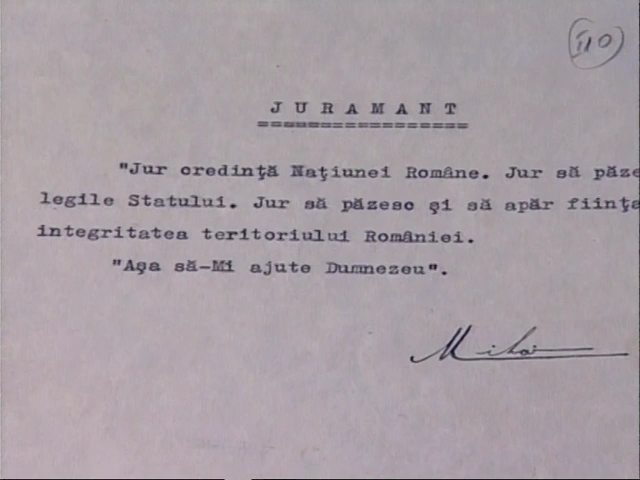 110
J U R A M A N T
==================
"Jur credinţă Naţiunei Române. Jur să păze
legile Statului. Jur să păzesc şi să apăr fiinţa
integritatea teritoriului României.
"Aşa să-Mi ajute Dumnezeu".
Mihai